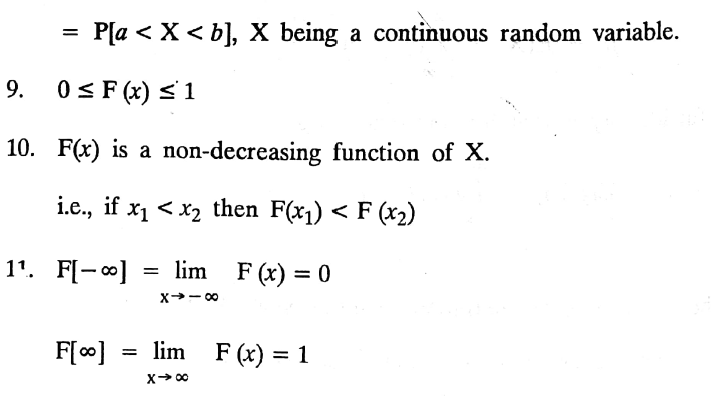 = P[a < X < b], X being a continuous random variable.
9. 0 ≤ F (x) ≤ 1
10. F(x) is a non-decreasing function of X.
i.e., if x₁ < x₂ then F(x₁) < F (x₂)
11. F[−∞] = lim F (x) = 0
x→−∞
F[∞] = lim F (x) = 1
x→∞